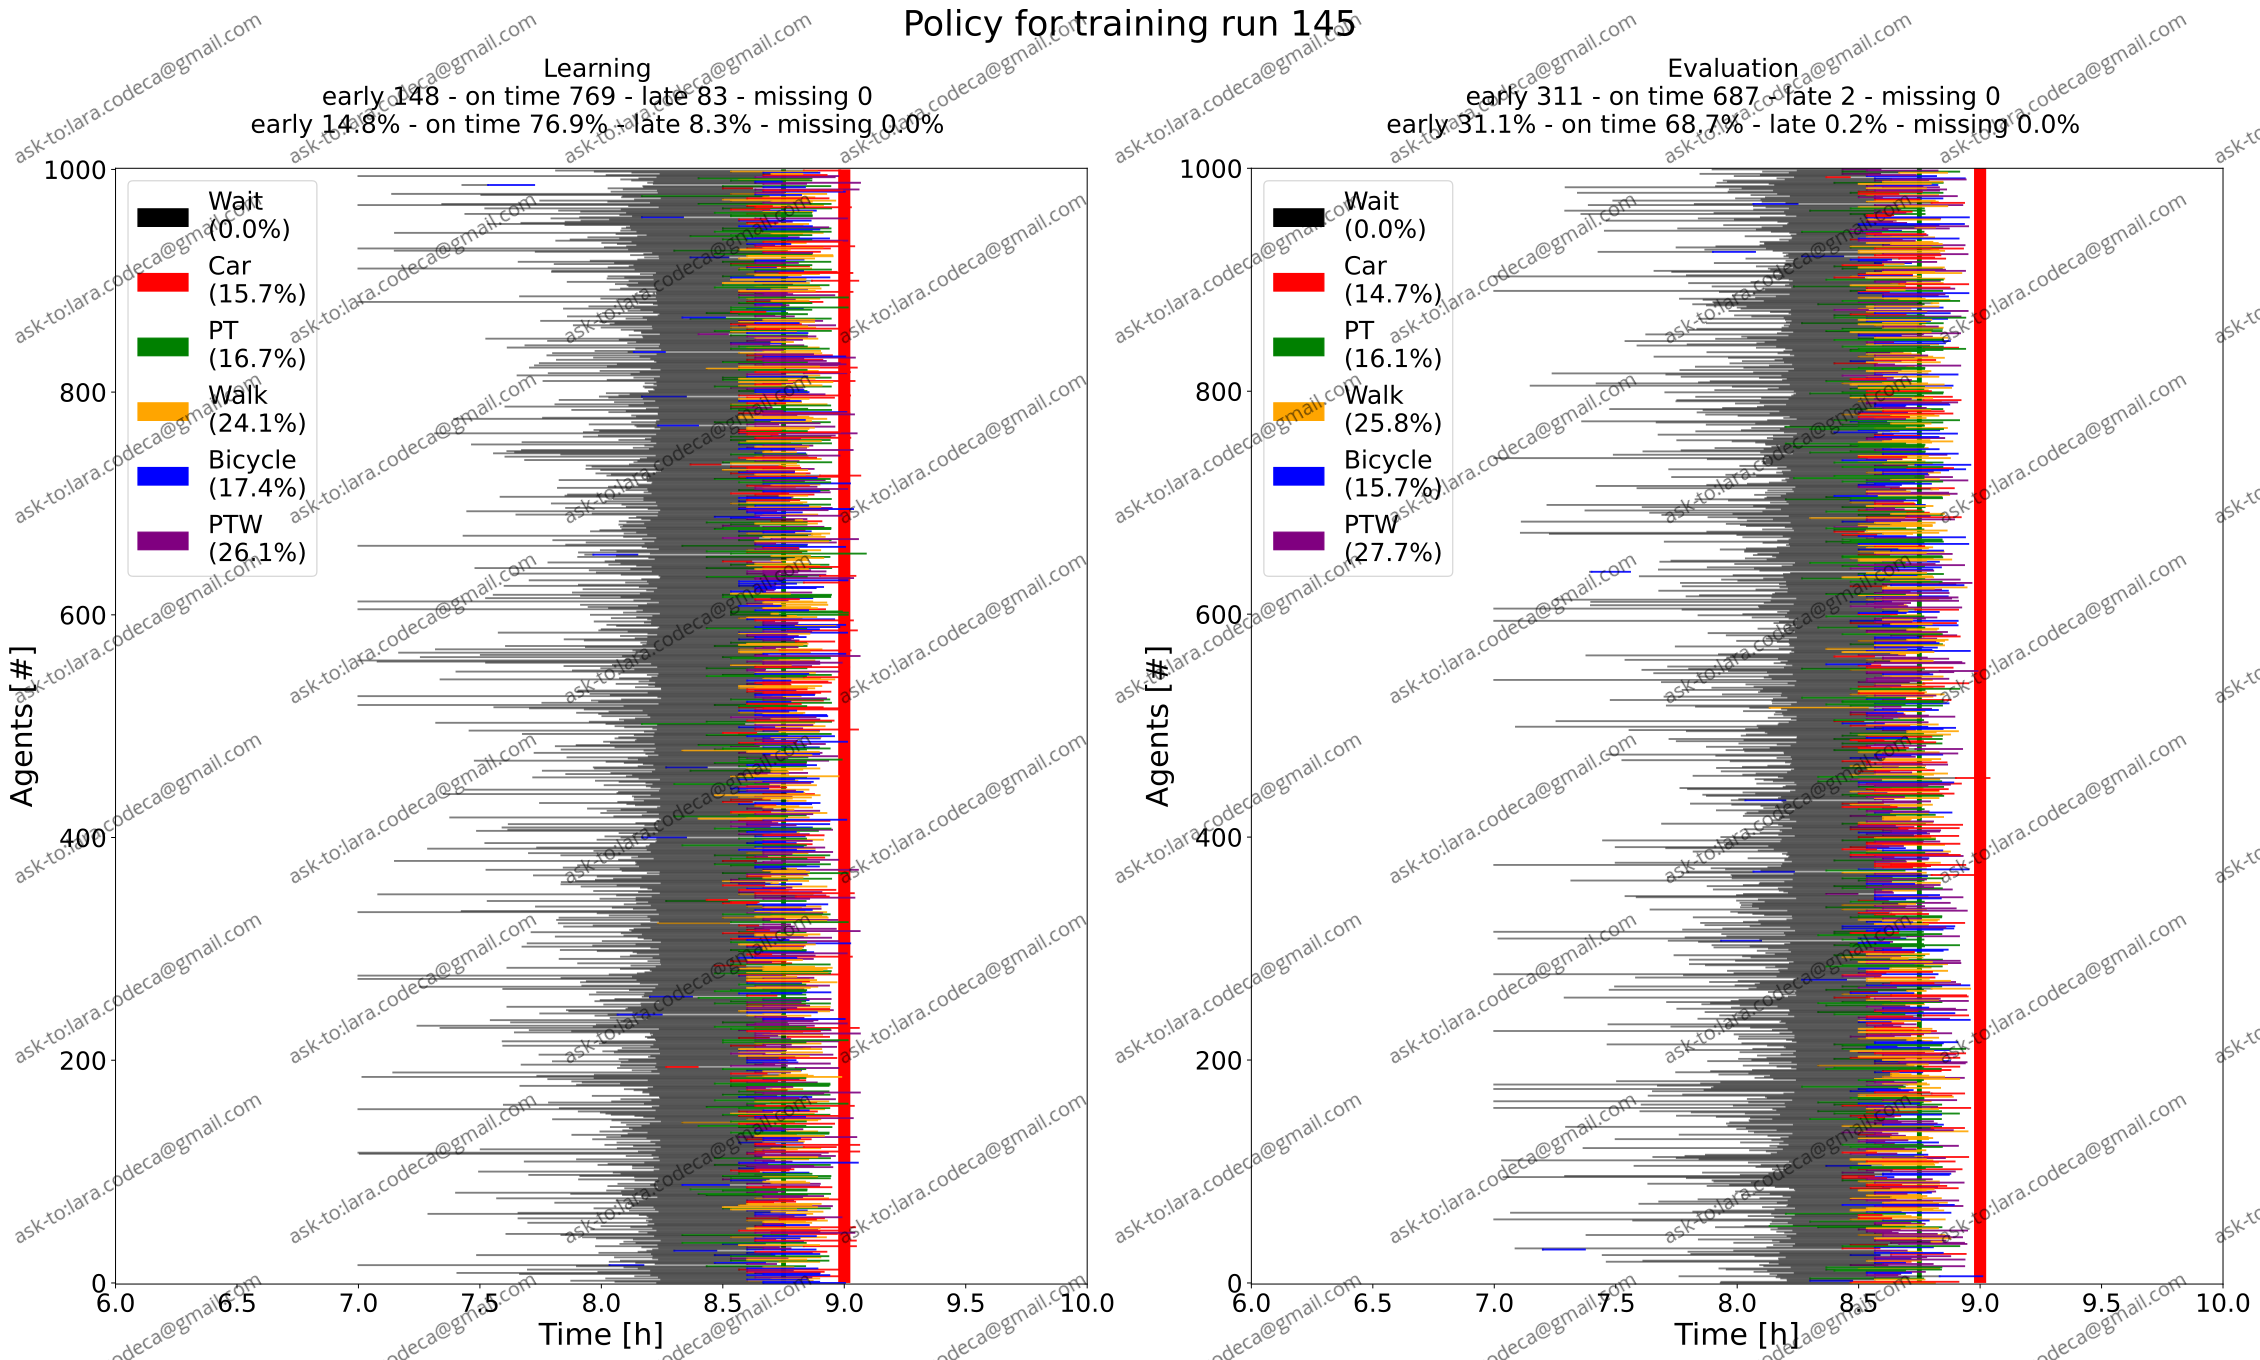 Policy for training run 145
Learning
early 148 - on time 769 - late 83 - missing 0
early 14.8% - on time 76.9% - late 8.3% - missing 0.0%
Agents [#]
1000
800
600
400
200
0
Wait
(0.0%)
Car
(15.7%)
PT
(16.7%)
Walk
(24.1%)
Bicycle
(17.4%)
PTW
(26.1%)
6.0 6.5 7.0 7.5 8.0 8.5 9.0 9.5 10.0
Time [h]
Evaluation
early 311 - on time 687 - late 2 - missing 0
early 31.1% - on time 68.7% - late 0.2% - missing 0.0%
Agents [#]
1000
800
600
400
200
0
Wait
(0.0%)
Car
(14.7%)
PT
(16.1%)
Walk
(25.8%)
Bicycle
(15.7%)
PTW
(27.7%)
6.0 6.5 7.0 7.5 8.0 8.5 9.0 9.5 10.0
Time [h]
ask-to:lara.codeca@gmail.com